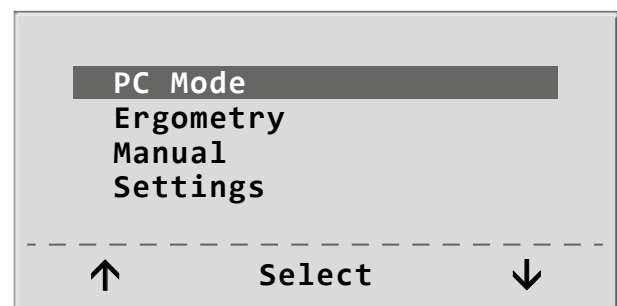 PC Mode
Ergometry
Manual
Settings
↑ Select ↓